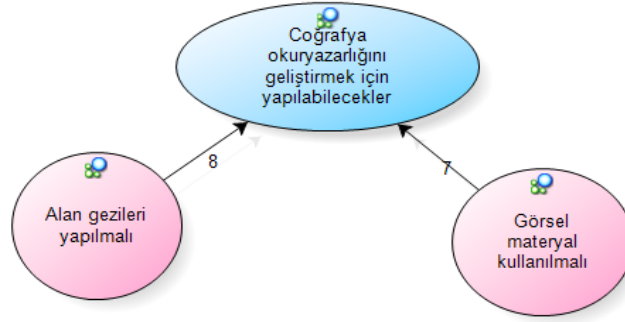 Coğrafya
okuryazarlığını
geliştirmek için
yapılabilecekler
8
7
Alan gezileri
yapılmalı
Görsel
materyal
kullanılmalı